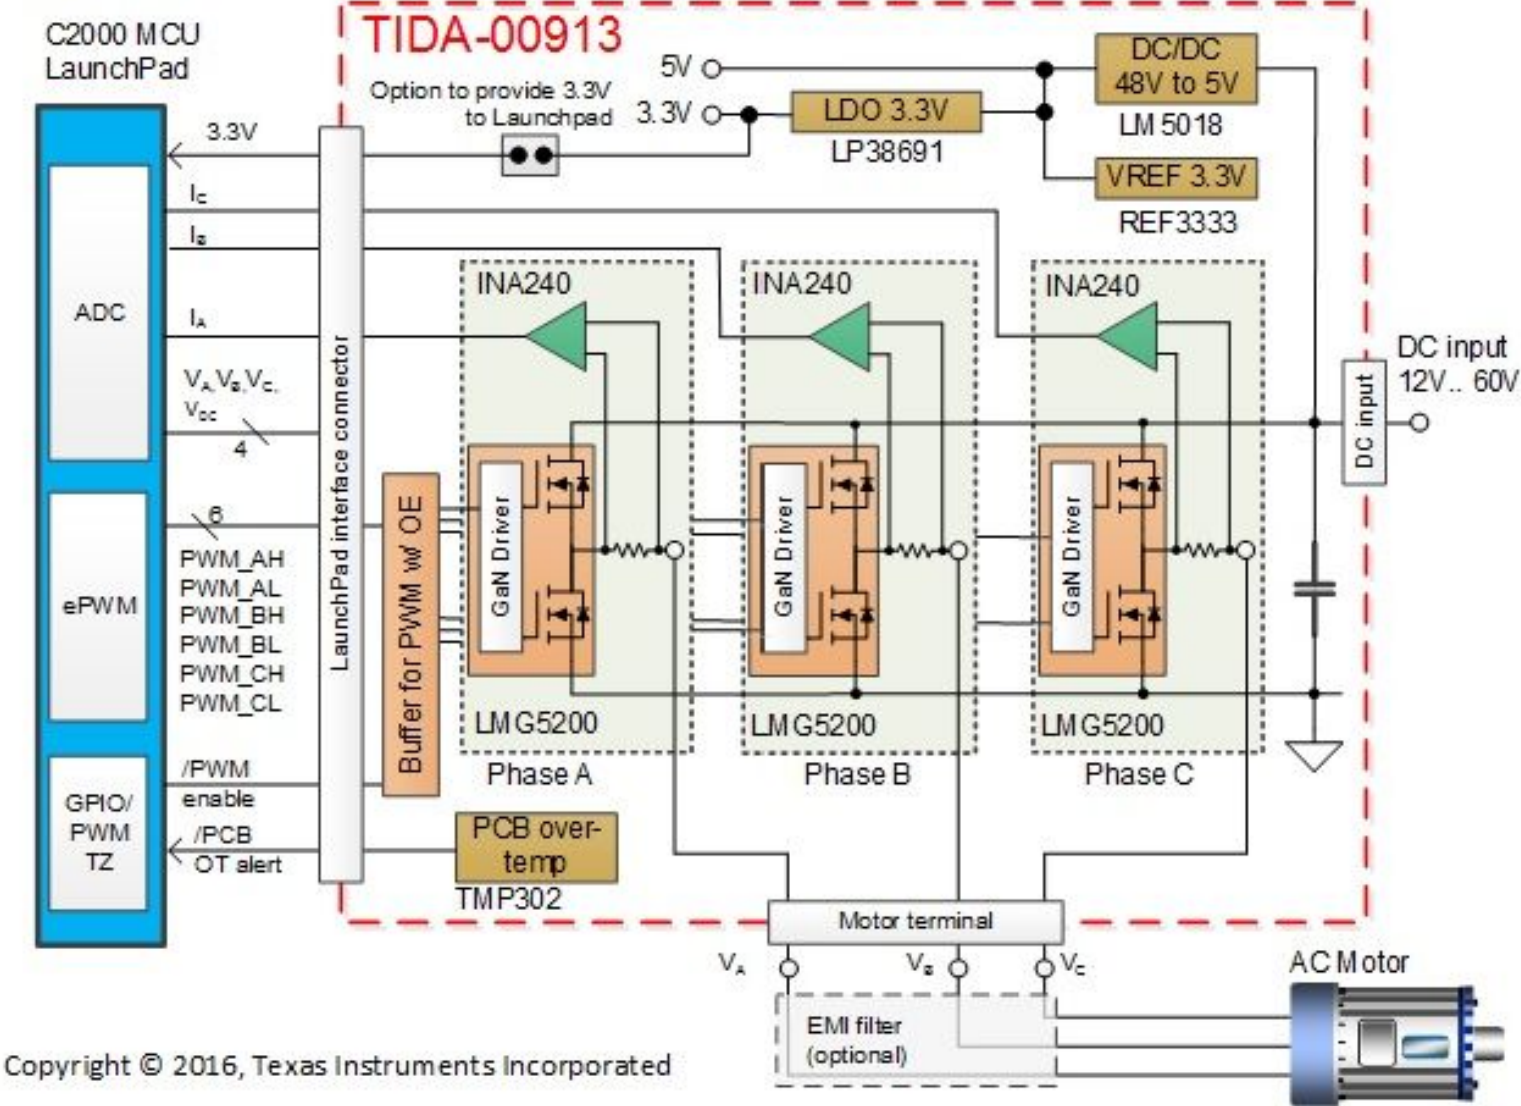 C2000 MCU
LaunchPad
TIDA-00913
Option to provide 3.3V
to Launchpad
5V
3.3V
LDO 3.3V
LP38691
DC/DC
48V to 5V
LM5018
VREF 3.3V
REF3333
3.3V
ADC
IC
IB
IA
VA,VB,VC,
VDC
4
6
ePWM
PWM_AH
PWM_AL
PWM_BH
PWM_BL
PWM_CH
PWM_CL
GPIO/
PWM
TZ
/PWM
enable
/PCB
OT alert
LaunchPad interface connector
Buffer for PWM w/ OE
INA240
GaN Driver
LMG5200
Phase A
INA240
GaN Driver
LMG5200
Phase B
INA240
GaN Driver
LMG5200
Phase C
DC input
DC input
12V.. 60V
PCB over-
temp
TMP302
Motor terminal
VA
VB
VC
EMI filter
(optional)
AC Motor
Copyright © 2016, Texas Instruments Incorporated